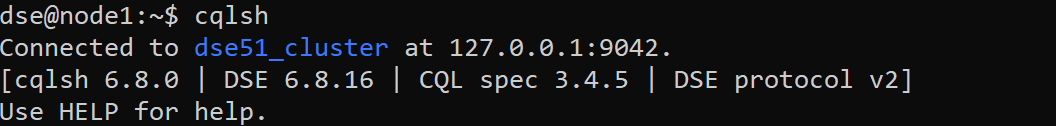 dse@node1:~$ cqlsh
Connected to dse51_cluster at 127.0.0.1:9042.
[cqlsh 6.8.0 | DSE 6.8.16 | CQL spec 3.4.5 | DSE protocol v2]
Use HELP for help.